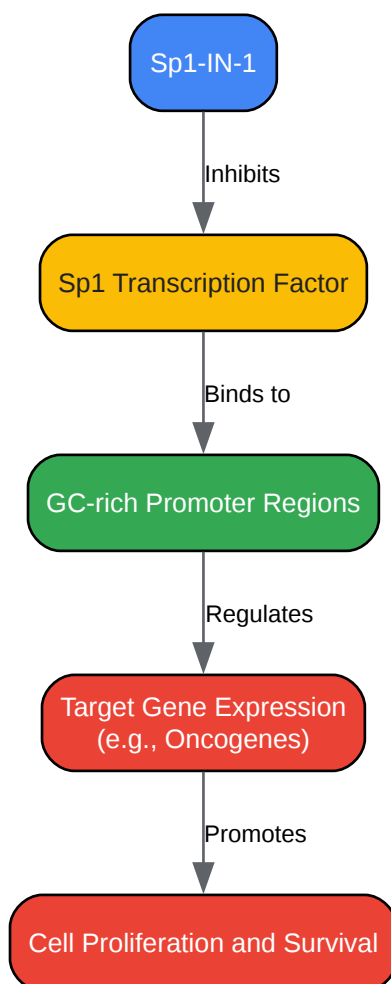 Sp1-IN-1
Inhibits
Sp1 Transcription Factor
Binds to
GC-rich Promoter Regions
Regulates
Target Gene Expression
(e.g., Oncogenes)
Promotes
Cell Proliferation and Survival